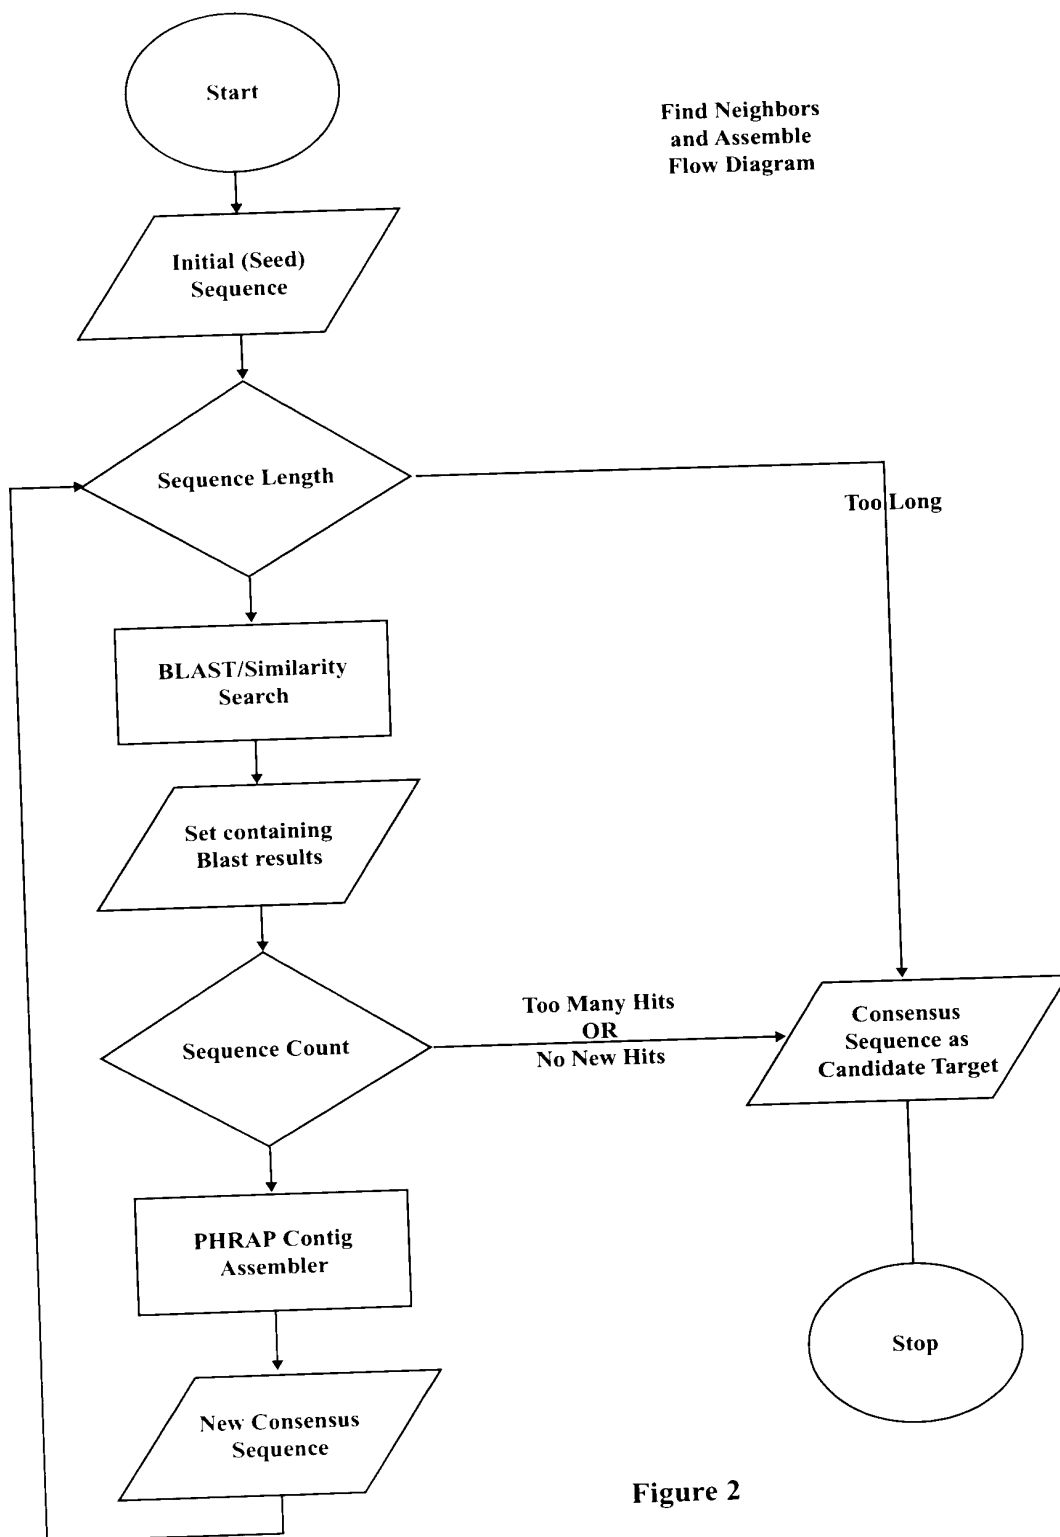 Start
Find Neighbors
and Assemble
Flow Diagram
Initial (Seed)
Sequence
Sequence Length
Too Long
BLAST/Similarity
Search
Set containing
Blast results
Sequence Count
Too Many Hits
OR
No New Hits
Consensus
Sequence as
Candidate Target
PHRAP Contig
Assembler
Stop
New Consensus
Sequence
Figure 2